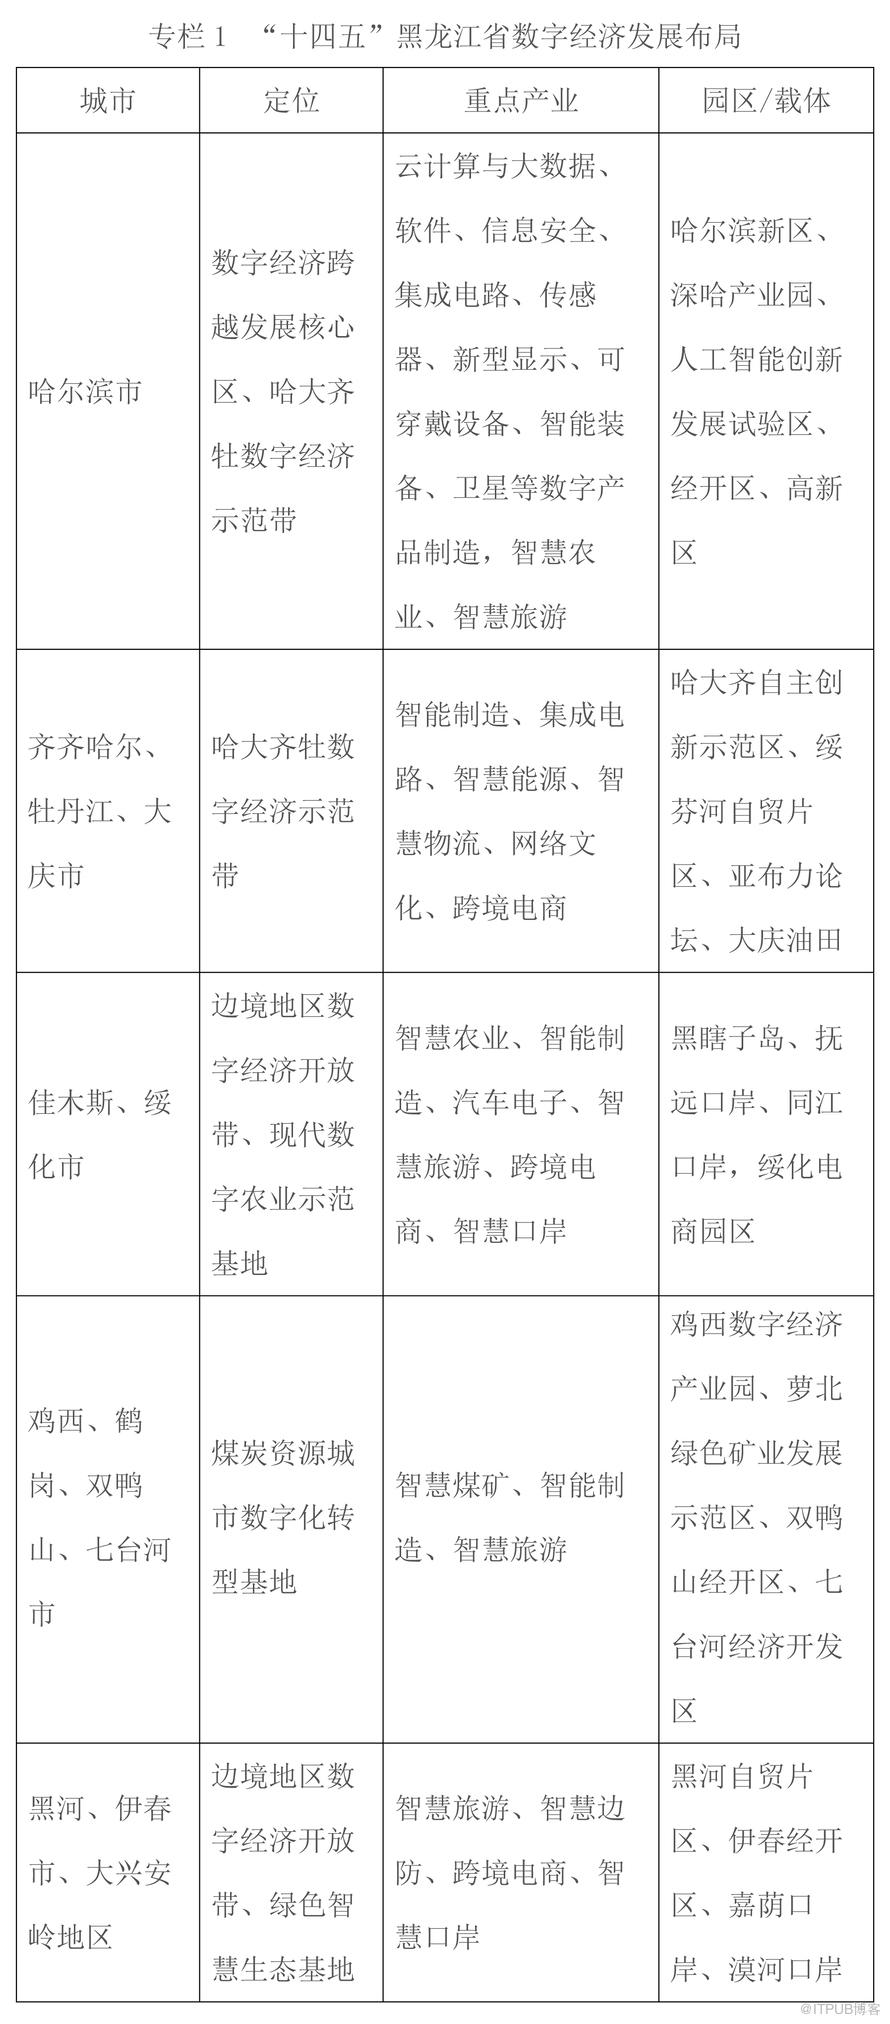 专栏 1 “十四五”黑龙江省数字经济发展布局
城市
定位
重点产业
园区/载体
哈尔滨市
数字经济跨
越发展核心
区、哈大齐
牡数字经济
示范带
云计算与大数据、
软件、信息安全、
集成电路、传感
器、新型显示、可
穿戴设备、智能装
备、卫星等数字产
品制造，智慧农
业、智慧旅游
哈尔滨新区、
深哈产业园、
人工智能创新
发展试验区、
经开区、高新
区
齐齐哈尔、
牡丹江、大
庆市
哈大齐牡数
字经济示范
带
智能制造、集成电
路、智慧能源、智
慧物流、网络文
化、跨境电商
哈大齐自主创
新示范区、绥
芬河自贸片
区、亚布力论
坛、大庆油田
佳木斯、绥
化市
边境地区数
字经济开放
带、现代数
字农业示范
基地
智慧农业、智能制
造、汽车电子、智
慧旅游、跨境电
商、智慧口岸
黑瞎子岛、抚
远口岸、同江
口岸，绥化电
商园区
鸡西、鹤
岗、双鸭
山、七台河
市
煤炭资源城
市数字化转
型基地
智慧煤矿、智能制
造、智慧旅游
鸡西数字经济
产业园、萝北
绿色矿业发展
示范区、双鸭
山经开区、七
台河经济开发
区
黑河、伊春
市、大兴安
岭地区
边境地区数
字经济开放
带、绿色智
慧生态基地
智慧旅游、智慧边
防、跨境电商、智
慧口岸
黑河自贸片
区、伊春经开
区、嘉荫口
岸、漠河口岸
@ITPUB博客